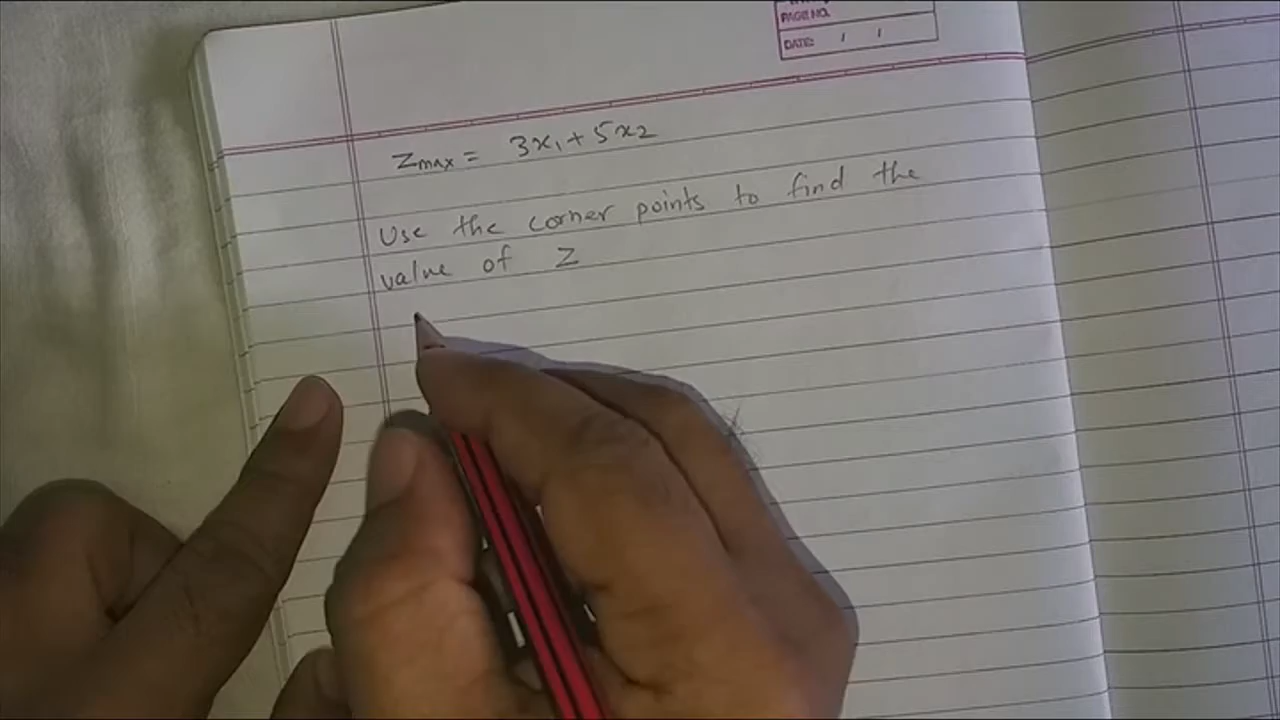 PAGE NO.
DATE: / /
Zmax = 3x₁ + 5x₂
Use the corner points to find the
value of Z